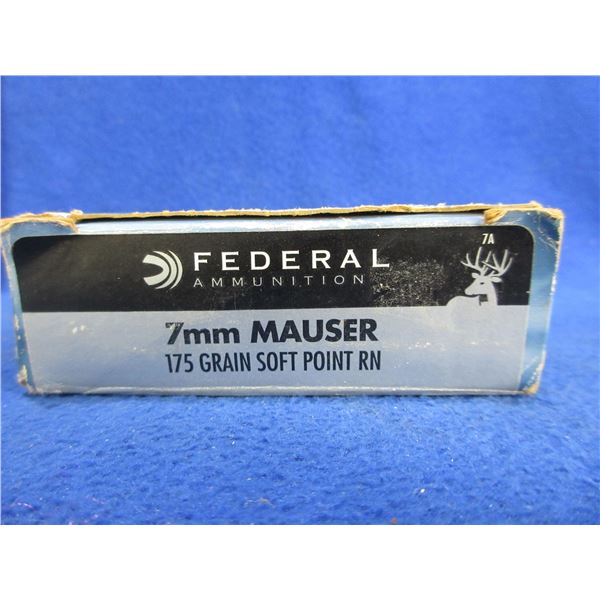 7A
FEDERAL
AMMUNITION
7mm MAUSER
175 GRAIN SOFT POINT RN